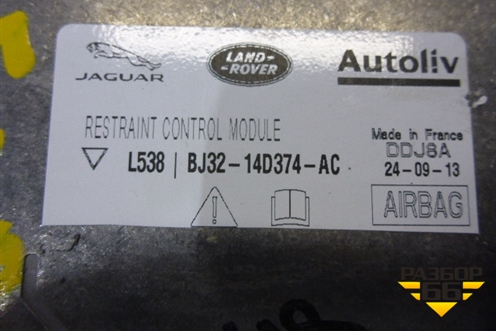 JAGUAR
LAND-
ROVER
Autoliv
RESTRAINT CONTROL MODULE
L538 | BJ32-14D374-AC
Made in France
DDJ8A
24-09-13
AIRBAG
РАЗБОР
66